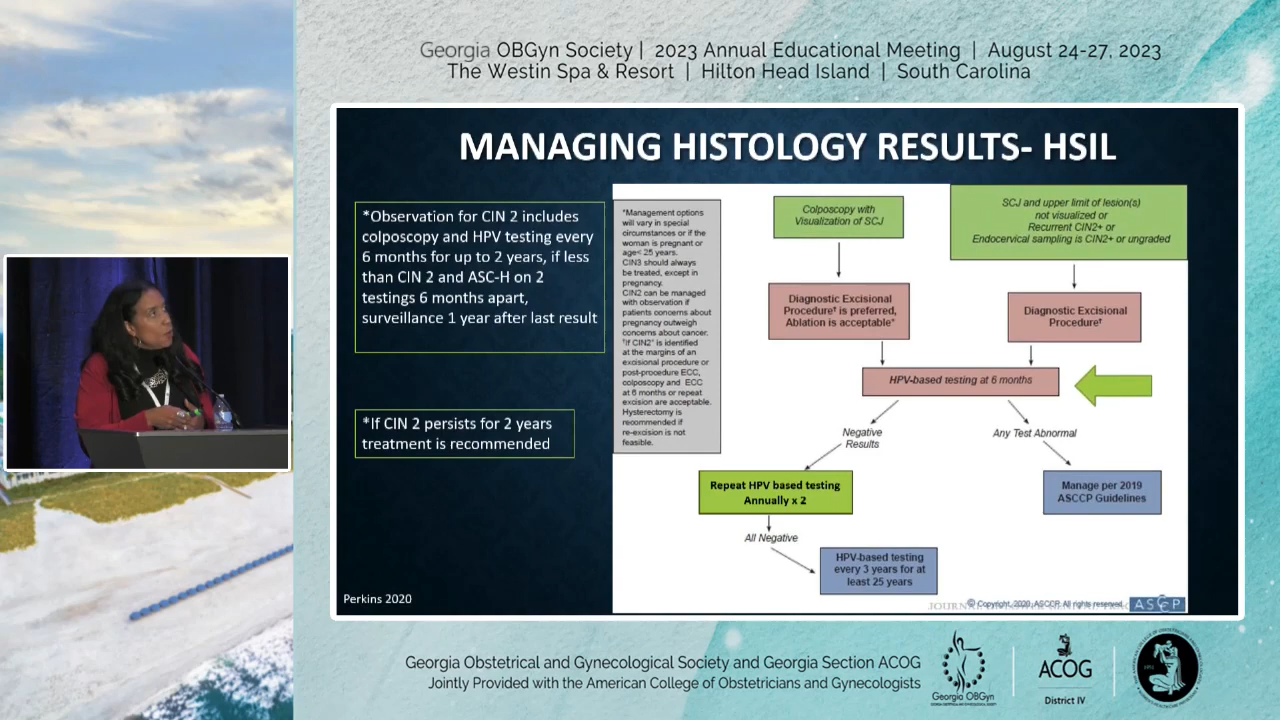 Georgia OBGyn Society | 2023 Annual Educational Meeting | August 24-27, 2023
The Westin Spa & Resort | Hilton Head Island | South Carolina
MANAGING HISTOLOGY RESULTS- HSIL
*Observation for CIN 2 includes
colposcopy and HPV testing every
6 months for up to 2 years, if less
than CIN 2 and ASC-H on 2
testings 6 months apart,
surveillance 1 year after last result
*If CIN 2 persists for 2 years
treatment is recommended
Perkins 2020
*Management options
will vary in special
circumstances or if the
woman is pregnant or
age< 25 years.
CIN3 should always
be treated, except in
pregnancy.
CIN2 can be managed
with observation if
patients concerns about
pregnancy outweigh
concerns about cancer.
†If CIN2+ is identified
at the margins of an
excisional procedure or
post-procedure ECC,
colposcopy and ECC
at 6 months or repeat
excision are acceptable.
Hysterectomy is
recommended if
re-excision is not
feasible.
Colposcopy with
Visualization of SCJ
SCJ and upper limit of lesion(s)
not visualized or
Recurrent CIN2+ or
Endocervical sampling is CIN2+ or ungraded
Diagnostic Excisional
Procedure† is preferred,
Ablation is acceptable*
Diagnostic Excisional
Procedure†
HPV-based testing at 6 months
Negative
Results
Any Test Abnormal
Repeat HPV based testing
Annually x 2
Manage per 2019
ASCCP Guidelines
All Negative
HPV-based testing
every 3 years for at
least 25 years
© Copyright, 2020, ASCCP. All rights reserved.
ASCCP
Georgia Obstetrical and Gynecological Society and Georgia Section ACOG
Jointly Provided with the American College of Obstetricians and Gynecologists
Georgia OBGyn
ACOG
District IV